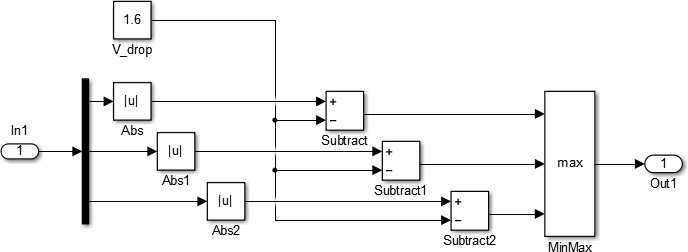 1.6
V_drop
|u|
Abs
+
−
Subtract
In1
1
|u|
Abs1
+
−
Subtract1
max
1
Out1
|u|
Abs2
+
−
Subtract2
MinMax